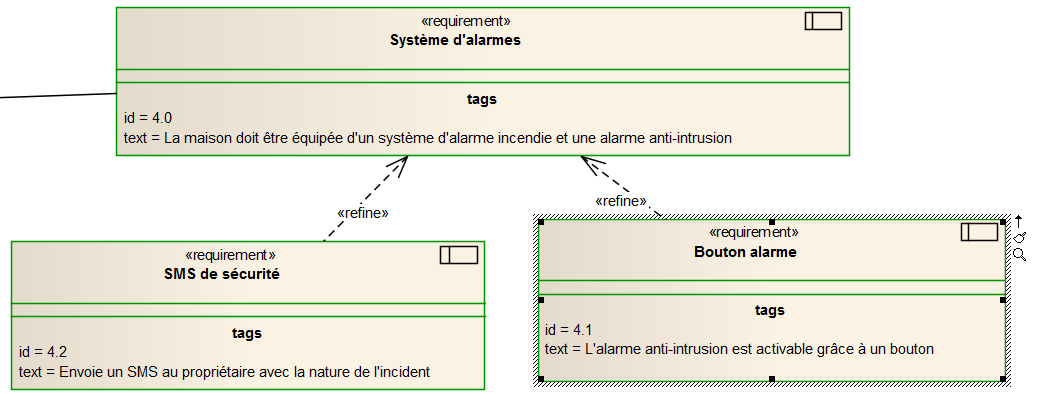 «requirement»
Système d'alarmes
tags
id = 4.0
text = La maison doit être équipée d'un système d'alarme incendie et une alarme anti-intrusion
«refine»
«refine»
«requirement»
SMS de sécurité
tags
id = 4.2
text = Envoie un SMS au propriétaire avec la nature de l'incident
«requirement»
Bouton alarme
tags
id = 4.1
text = L'alarme anti-intrusion est activable grâce à un bouton